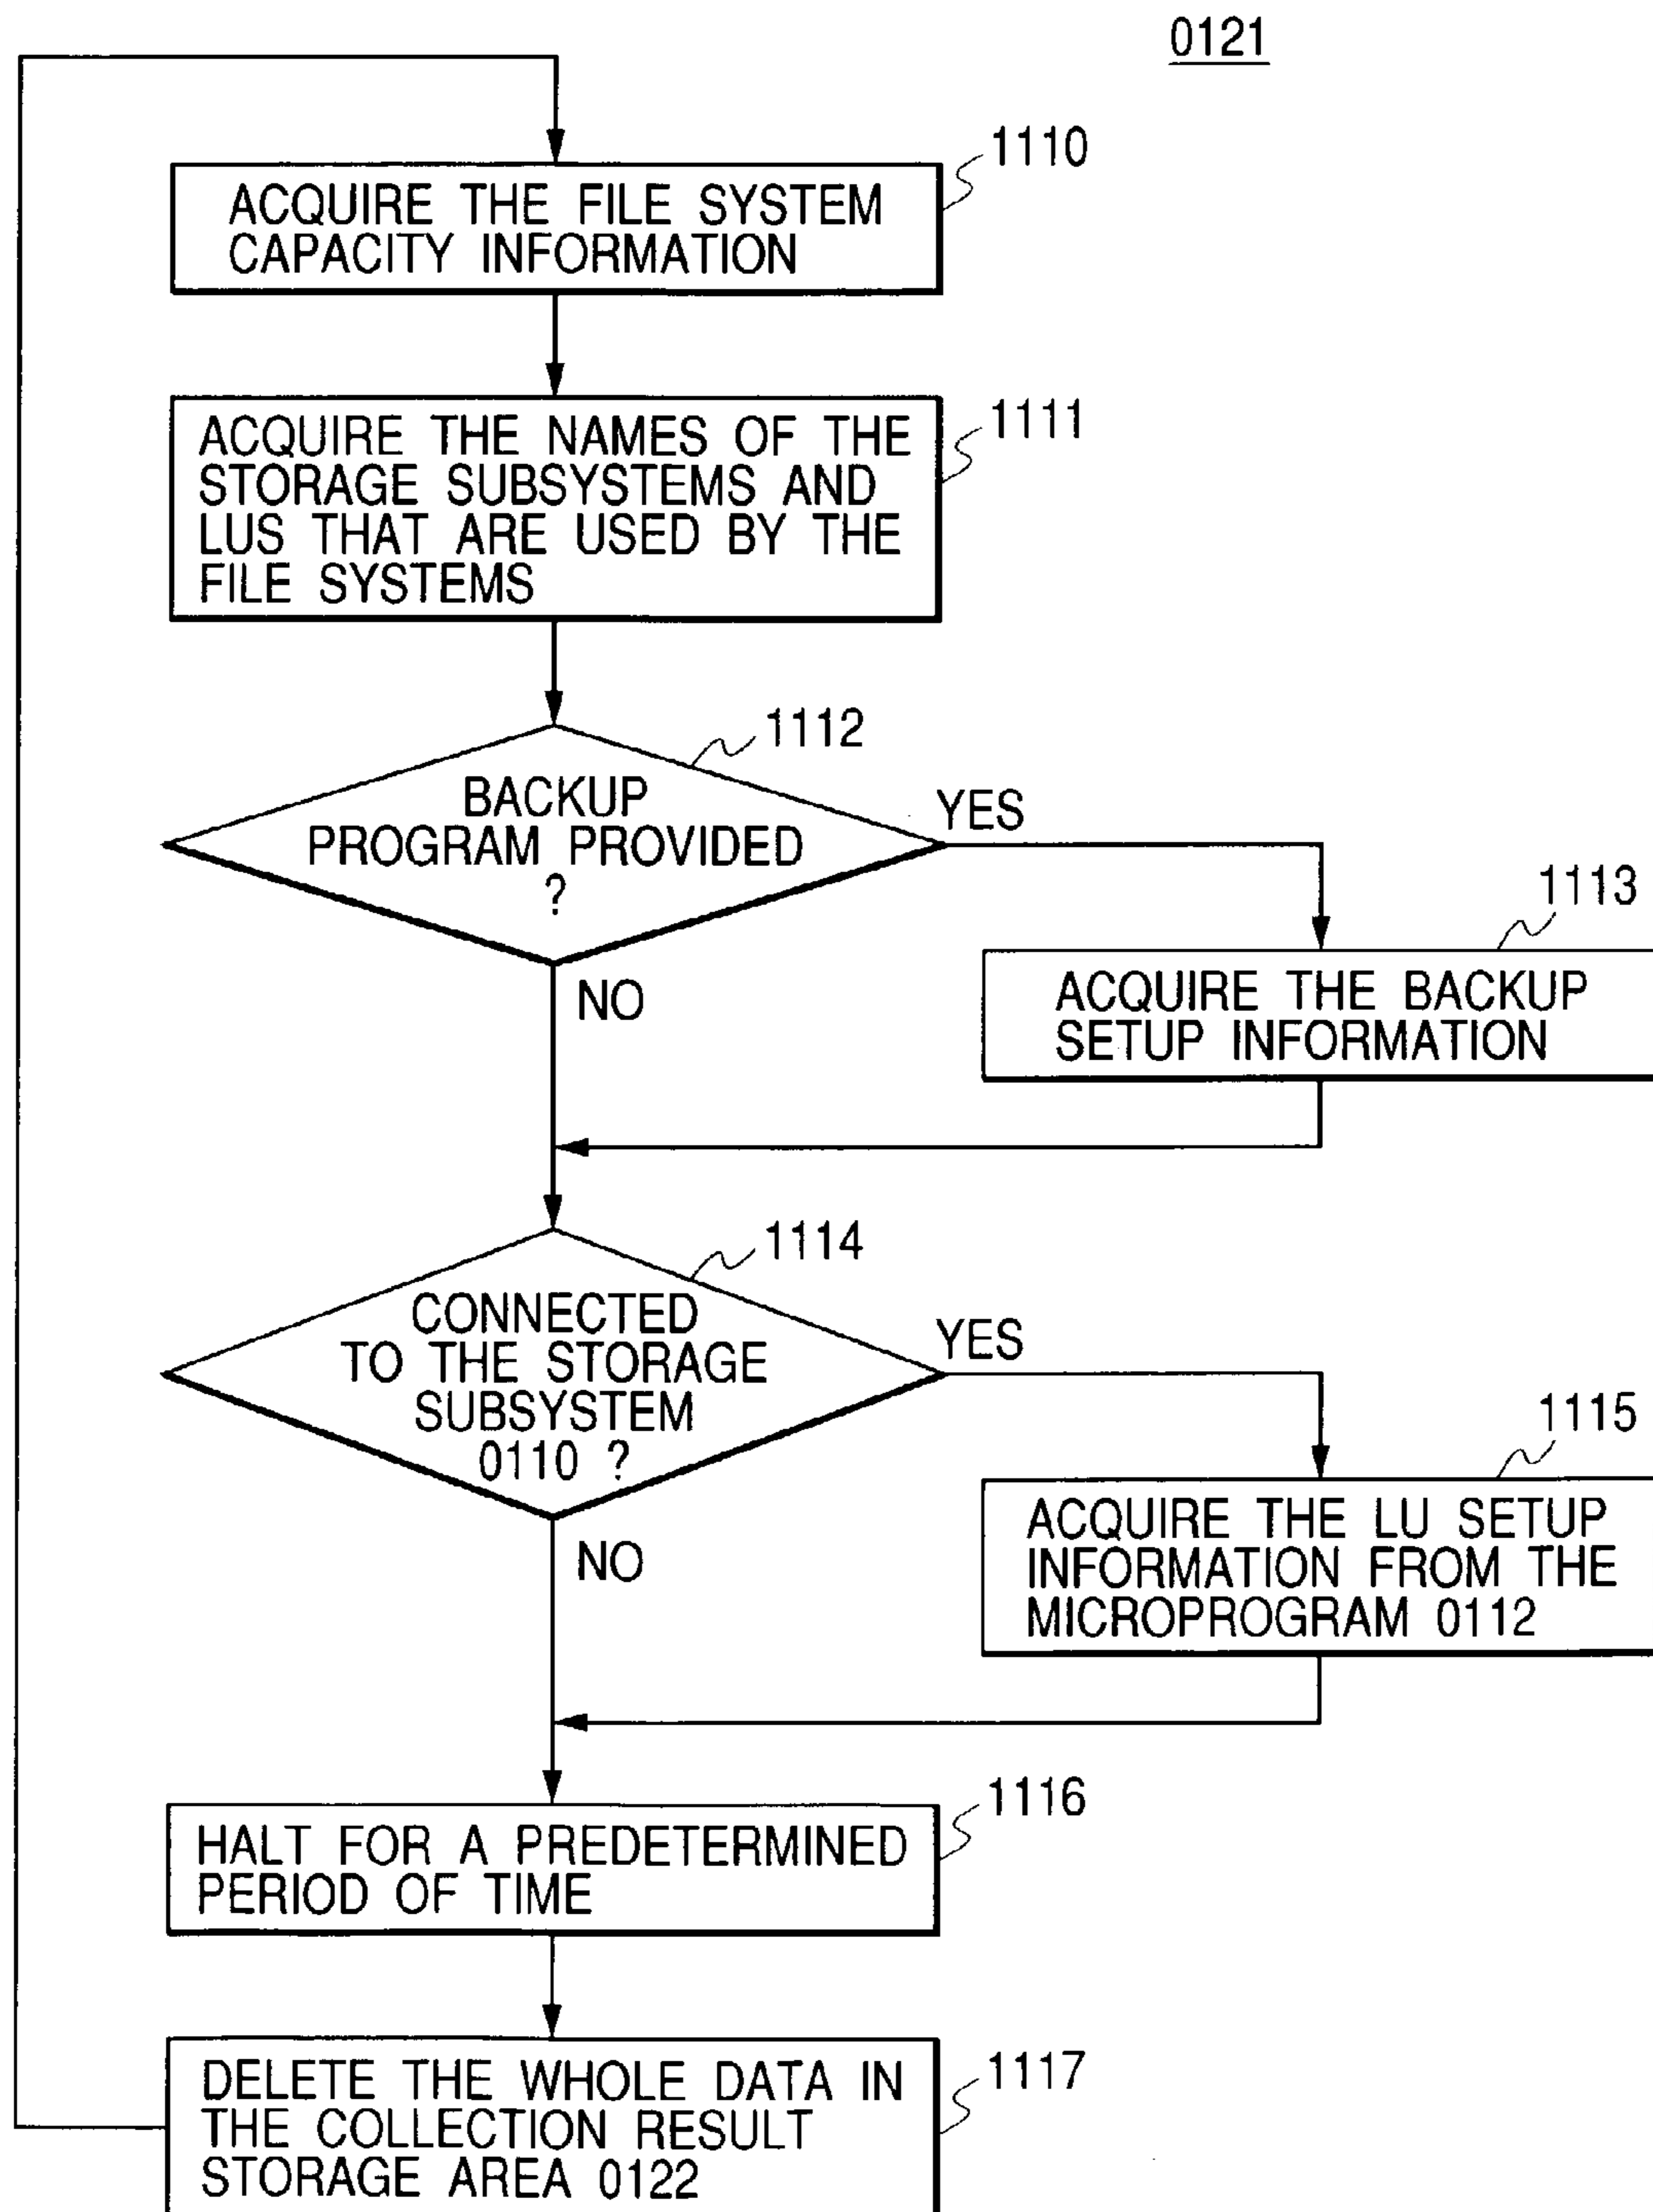 0121
1110
ACQUIRE THE FILE SYSTEM
CAPACITY INFORMATION
1111
ACQUIRE THE NAMES OF THE
STORAGE SUBSYSTEMS AND
LUS THAT ARE USED BY THE
FILE SYSTEMS
1112
BACKUP
PROGRAM PROVIDED
?
YES
NO
1113
ACQUIRE THE BACKUP
SETUP INFORMATION
1114
CONNECTED
TO THE STORAGE
SUBSYSTEM
0110 ?
YES
NO
1115
ACQUIRE THE LU SETUP
INFORMATION FROM THE
MICROPROGRAM 0112
1116
HALT FOR A PREDETERMINED
PERIOD OF TIME
1117
DELETE THE WHOLE DATA IN
THE COLLECTION RESULT
STORAGE AREA 0122